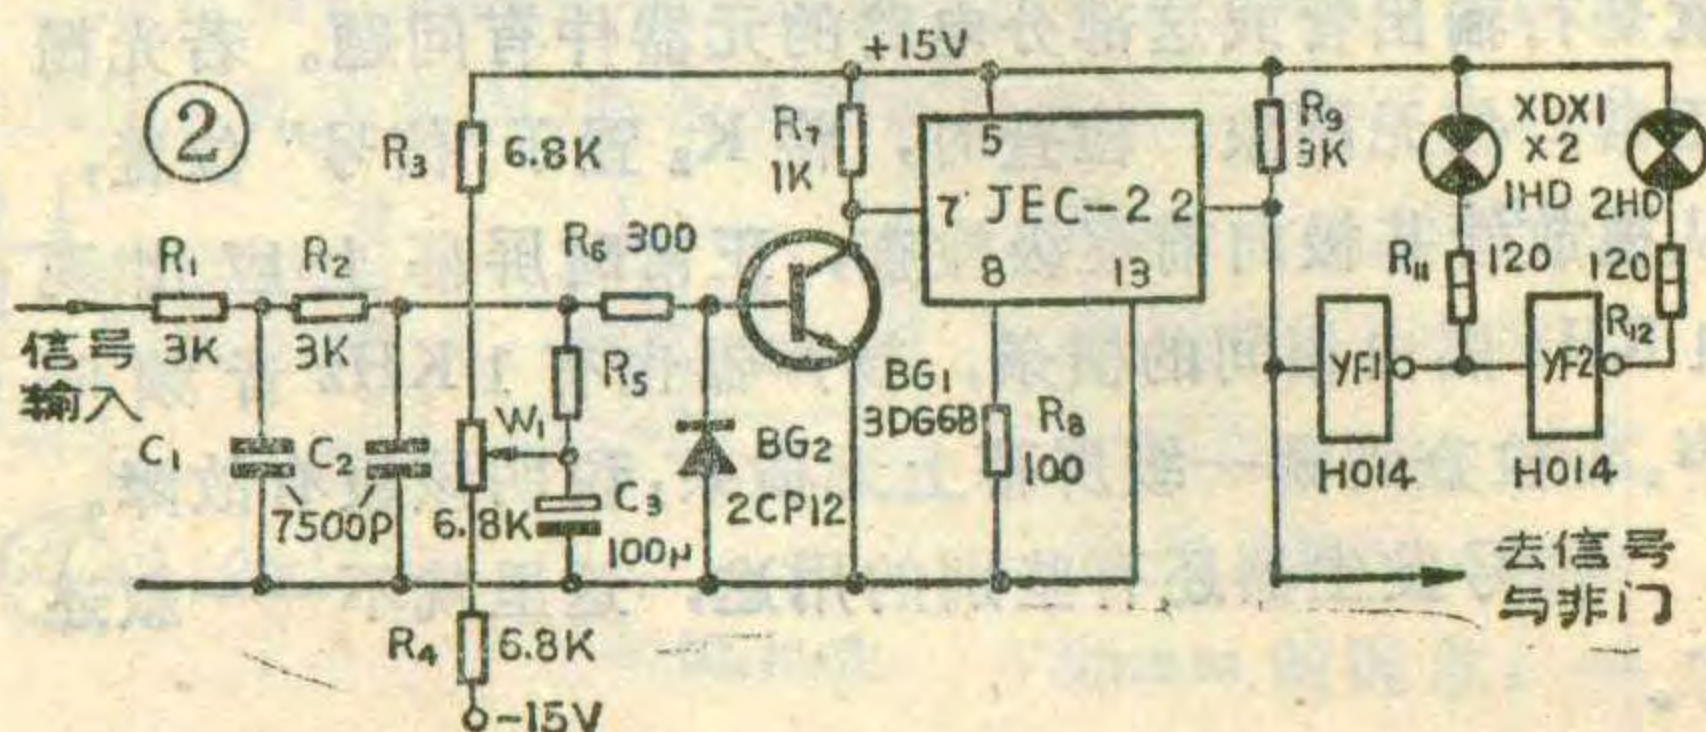 ②
+15V
R₃ 6.8K
R₇ 1K
5
7 JEC-2 2
8 13
R₉ 3K
XDX1
X2
1HD 2HD
R₁ 3K
R₂ 3K
R₆ 300
信号
输入
C₁ C₂
7500P
W₁
6.8K
R₅
C₃
100μ
BG₂
2CP12
BG₁
3DG6B
R₈
100
R₁₁ 120
120 R₁₂
YF1 YF2
H014 H014
去信号
与非门
R₄ 6.8K
-15V